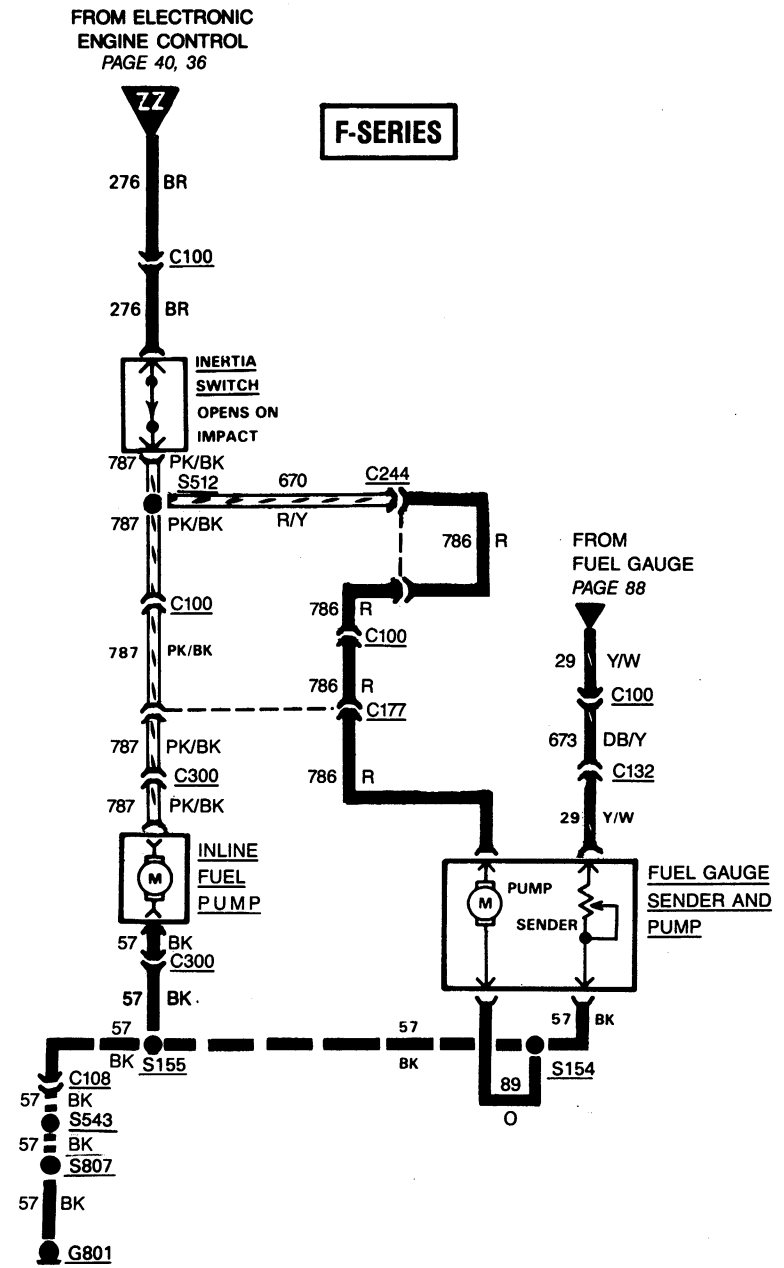 FROM ELECTRONIC
ENGINE CONTROL
PAGE 40, 36
ZZ
F-SERIES
276 BR
C100
276 BR
INERTIA
SWITCH
OPENS ON
IMPACT
787 PK/BK
S512
670
C244
787 PK/BK
R/Y
786 R
FROM
FUEL GAUGE
PAGE 88
C100
786 R
C100
787 PK/BK
29 Y/W
786 R
C100
C177
787 PK/BK
673 DB/Y
C300
786 R
C132
787 PK/BK
29 Y/W
INLINE
FUEL
PUMP
M
FUEL GAUGE
SENDER AND
PUMP
M
PUMP
SENDER
57 BK
C300
57 BK.
57 BK
57
BK
S155
57
BK
S154
C108
89
O
57 BK
S543
57 BK
S807
57 BK
G801